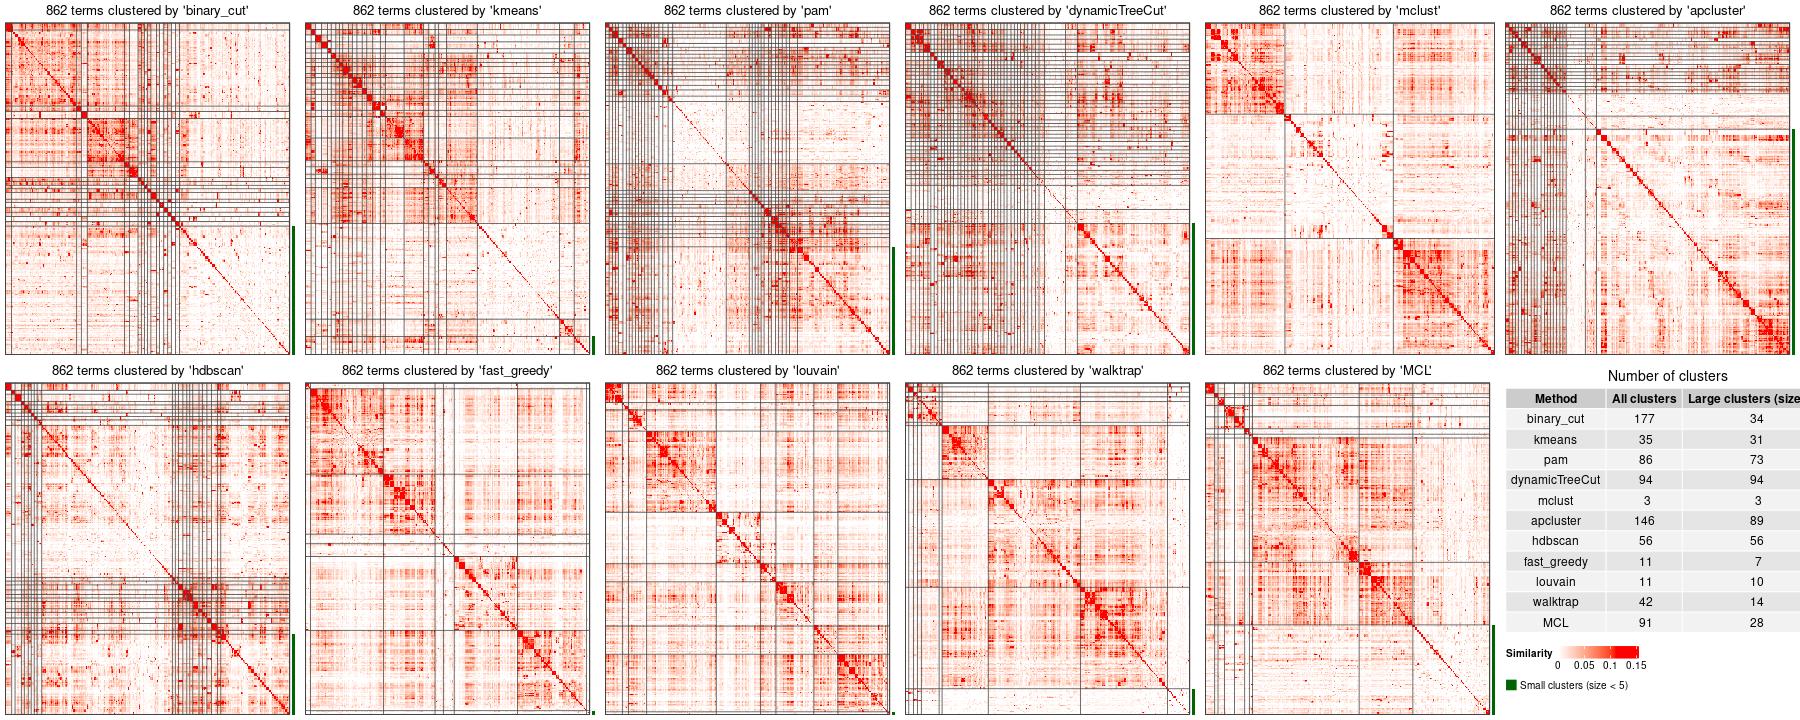 862 terms clustered by 'binary_cut'
862 terms clustered by 'kmeans'
862 terms clustered by 'pam'
862 terms clustered by 'dynamicTreeCut'
862 terms clustered by 'mclust'
862 terms clustered by 'apcluster'
862 terms clustered by 'hdbscan'
862 terms clustered by 'fast_greedy'
862 terms clustered by 'louvain'
862 terms clustered by 'walktrap'
862 terms clustered by 'MCL'
Number of clusters
Method All clusters Large clusters (size
binary_cut 177 34
kmeans 35 31
pam 86 73
dynamicTreeCut 94 94
mclust 3 3
apcluster 146 89
hdbscan 56 56
fast_greedy 11 7
louvain 11 10
walktrap 42 14
MCL 91 28
Similarity
0 0.05 0.1 0.15
Small clusters (size < 5)